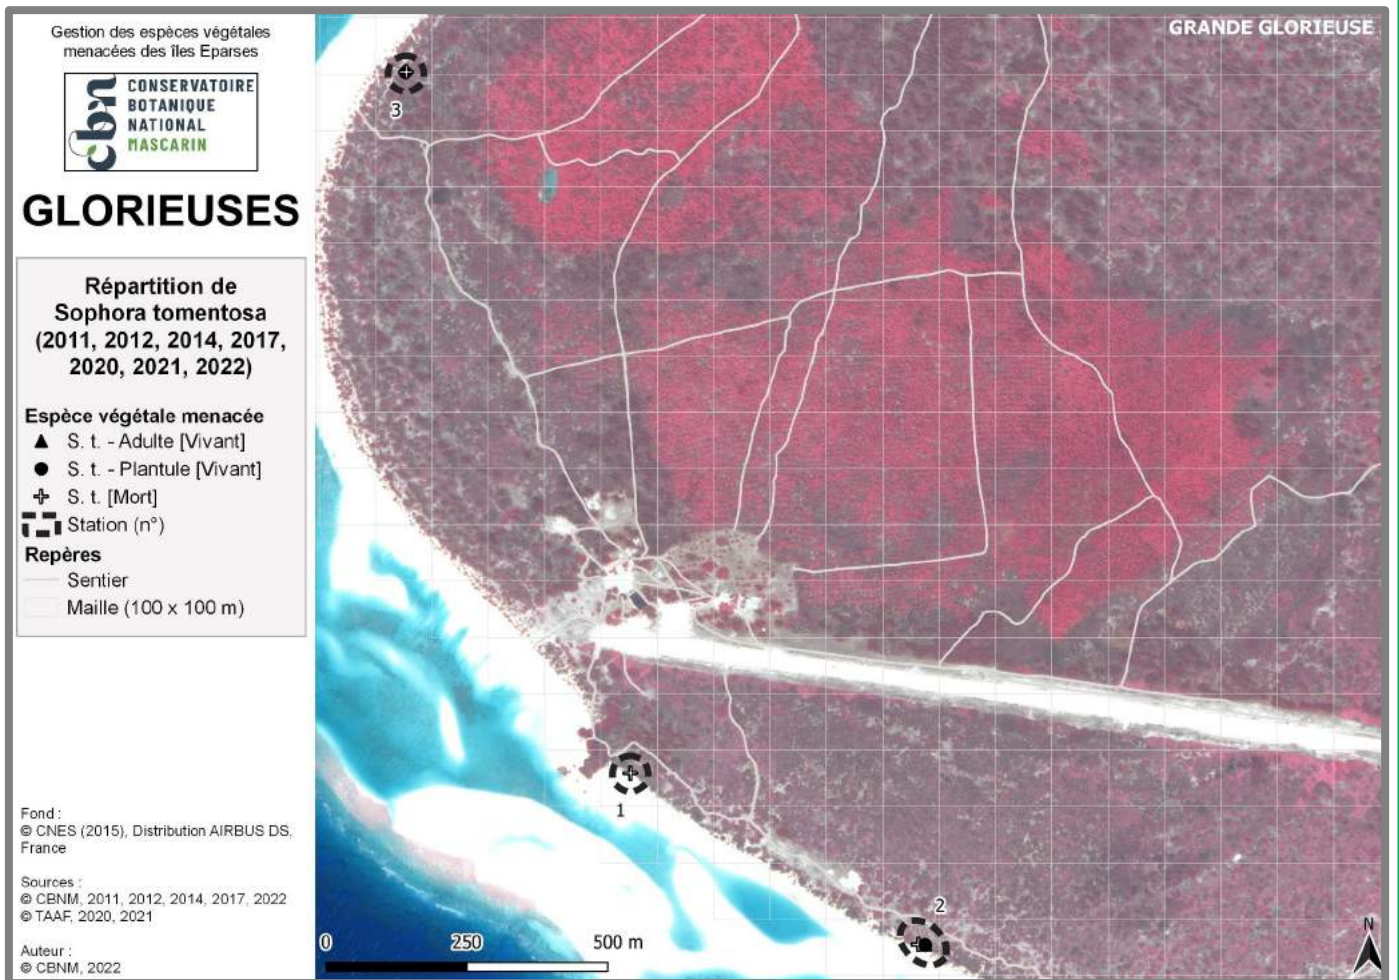 Gestion des espèces végétales
menacées des îles Eparses
cbn
CONSERVATOIRE
BOTANIQUE
NATIONAL
MASCARIN
GLORIEUSES
Répartition de
Sophora tomentosa
(2011, 2012, 2014, 2017,
2020, 2021, 2022)
Espèce végétale menacée
S. t. - Adulte [Vivant]
S. t. - Plantule [Vivant]
S. t. [Mort]
Station (n°)
Repères
Sentier
Maille (100 x 100 m)
Fond :
© CNES (2015), Distribution AIRBUS DS,
France
Sources :
© CBNM, 2011, 2012, 2014, 2017, 2022
© TAAF, 2020, 2021
Auteur :
© CBNM, 2022
GRANDE GLORIEUSE
3
1
2
0 250 500 m
N